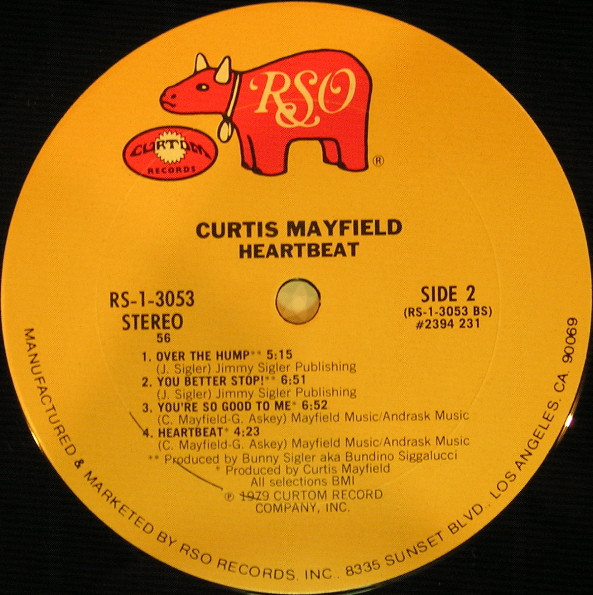 RSO
CURTOM
RECORDS
®
CURTIS MAYFIELD
HEARTBEAT
RS-1-3053
STEREO
56
SIDE 2
(RS-1-3053 BS)
#2394 231
1. OVER THE HUMP** 5:15
(J. Sigler) Jimmy Sigler Publishing
2. YOU BETTER STOP!** 6:51
(J. Sigler) Jimmy Sigler Publishing
3. YOU'RE SO GOOD TO ME* 6:52
(C. Mayfield-G. Askey) Mayfield Music/Andrask Music
4. HEARTBEAT* 4:23
(C. Mayfield-G. Askey) Mayfield Music/Andrask Music
** Produced by Bunny Sigler aka Bundino Siggalucci
* Produced by Curtis Mayfield
All selections BMI
℗ 1979 CURTOM RECORD
COMPANY, INC.
MANUFACTURED & MARKETED BY RSO RECORDS, INC., 8335 SUNSET BLVD., LOS ANGELES, CA. 90069